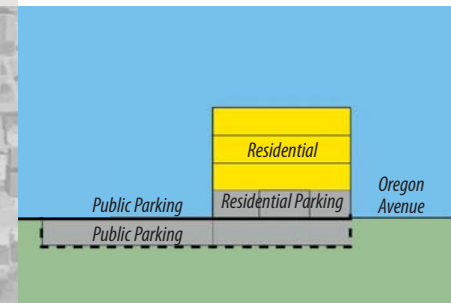 Residential
Public Parking
Residential Parking
Oregon
Avenue
Public Parking